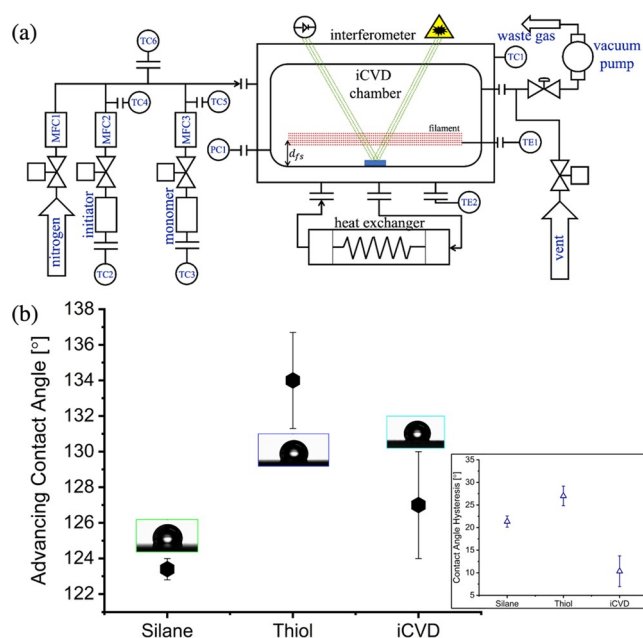 (a)
TC6
interferometer
waste gas
vacuum
pump
TC1
iCVD
chamber
MFC1
MFC2
MFC3
TC4
TC5
filament
PC1
dfs
TE1
TE2
nitrogen
initiator
monomer
heat exchanger
vent
TC2
TC3
(b)
Advancing Contact Angle [°]
138
136
134
132
130
128
126
124
122
Silane
Thiol
iCVD
Contact Angle Hysteresis [°]
35
30
25
20
15
10
5
Silane
Thiol
iCVD